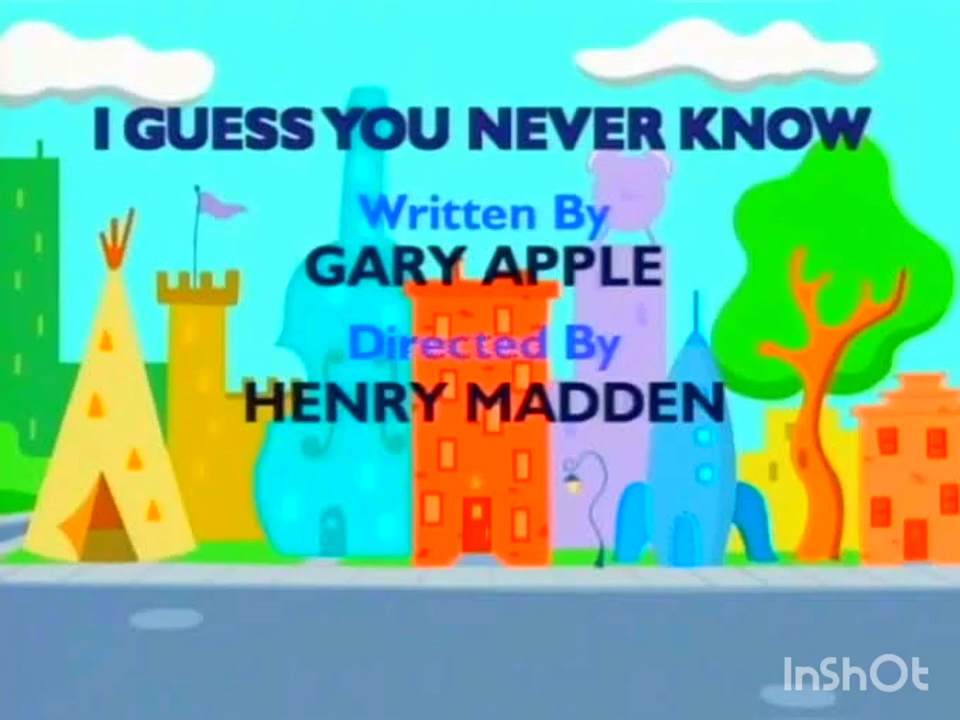 I GUESS YOU NEVER KNOW
Written By
GARY APPLE
Directed By
HENRY MADDEN
InShOt